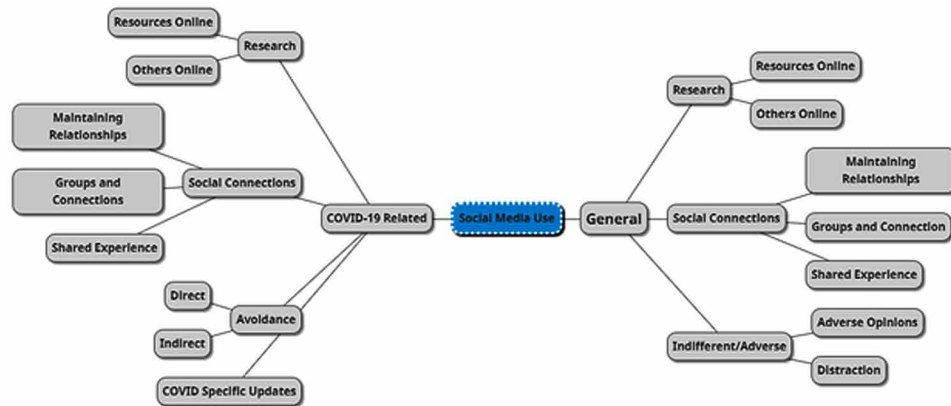 Resources Online
Research
Others Online
Maintaining
Relationships
Groups and
Connections
Social Connections
Shared Experience
COVID-19 Related
Direct
Avoidance
Indirect
COVID Specific Updates
Social Media Use
General
Research
Resources Online
Others Online
Social Connections
Maintaining
Relationships
Groups and Connection
Shared Experience
Indifferent/Adverse
Adverse Opinions
Distraction